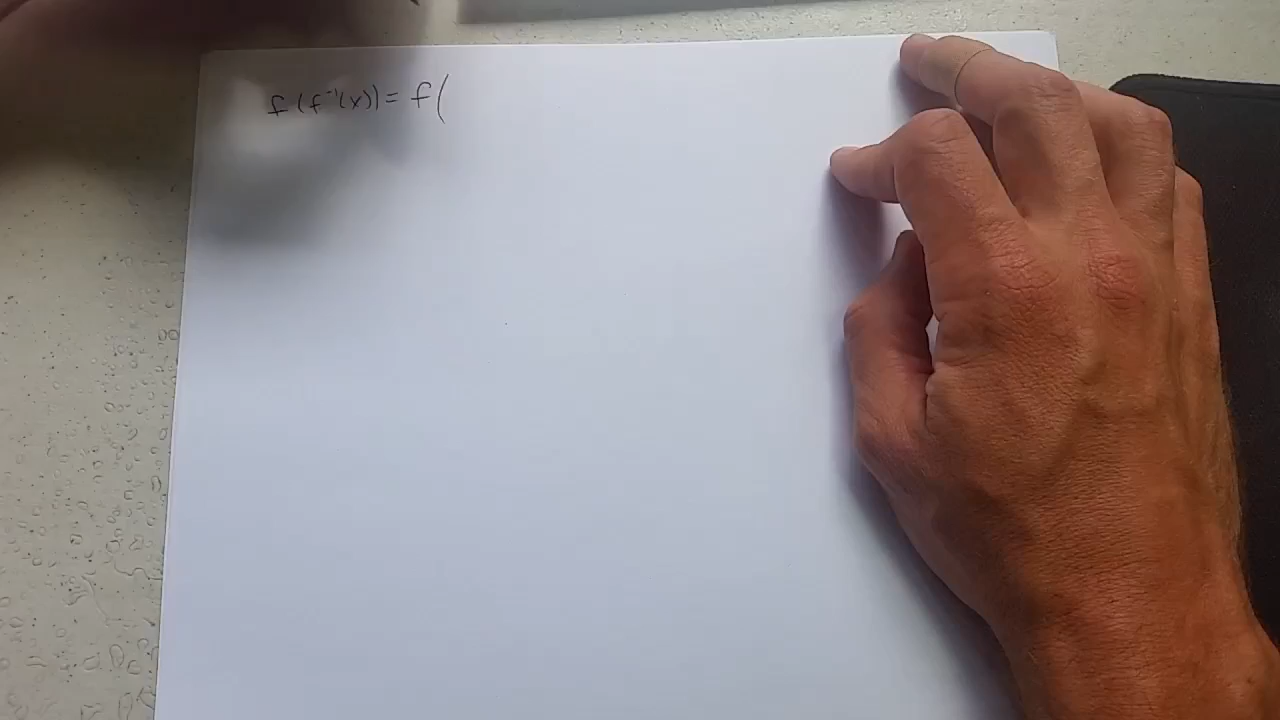 f(f⁻¹(x)) = f(